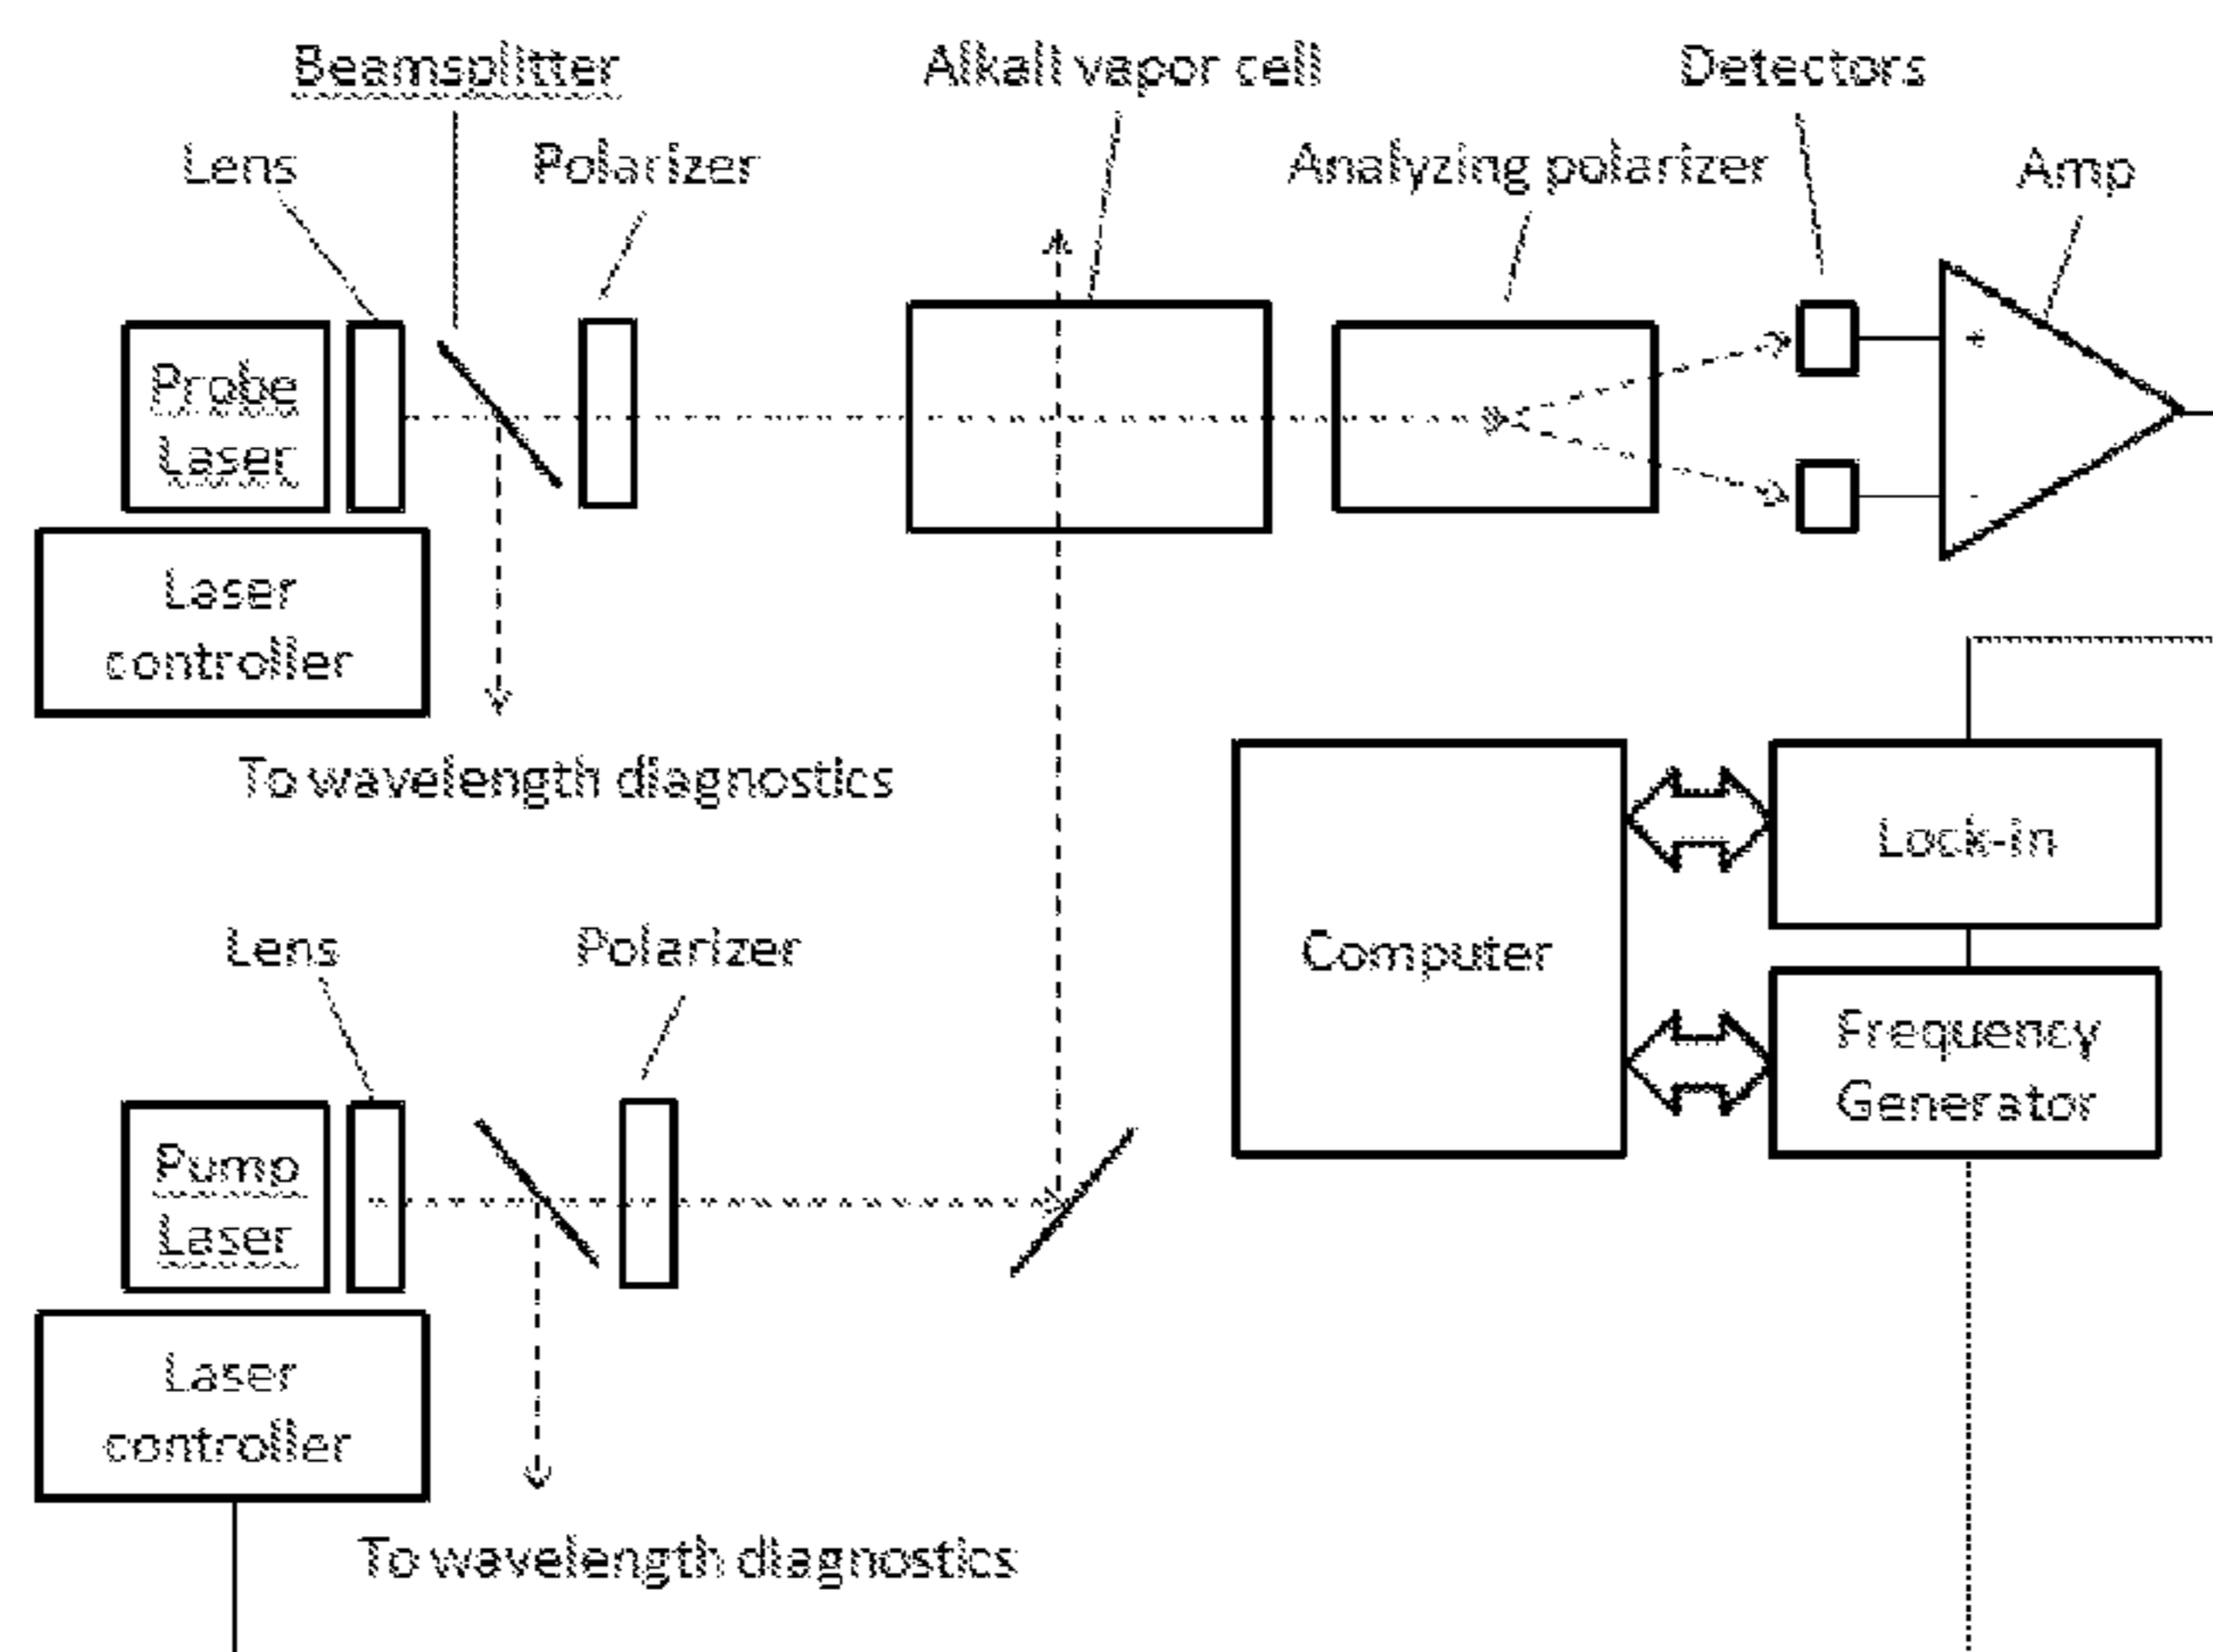 Beamsplitter
Alkali vapor cell
Detectors
Lens
Polarizer
Analyzing polarizer
Amp
Probe
Laser
+
-
Laser
controller
To wavelength diagnostics
Computer
Lock-in
Frequency
Generator
Lens
Polarizer
Pump
Laser
Laser
controller
To wavelength diagnostics